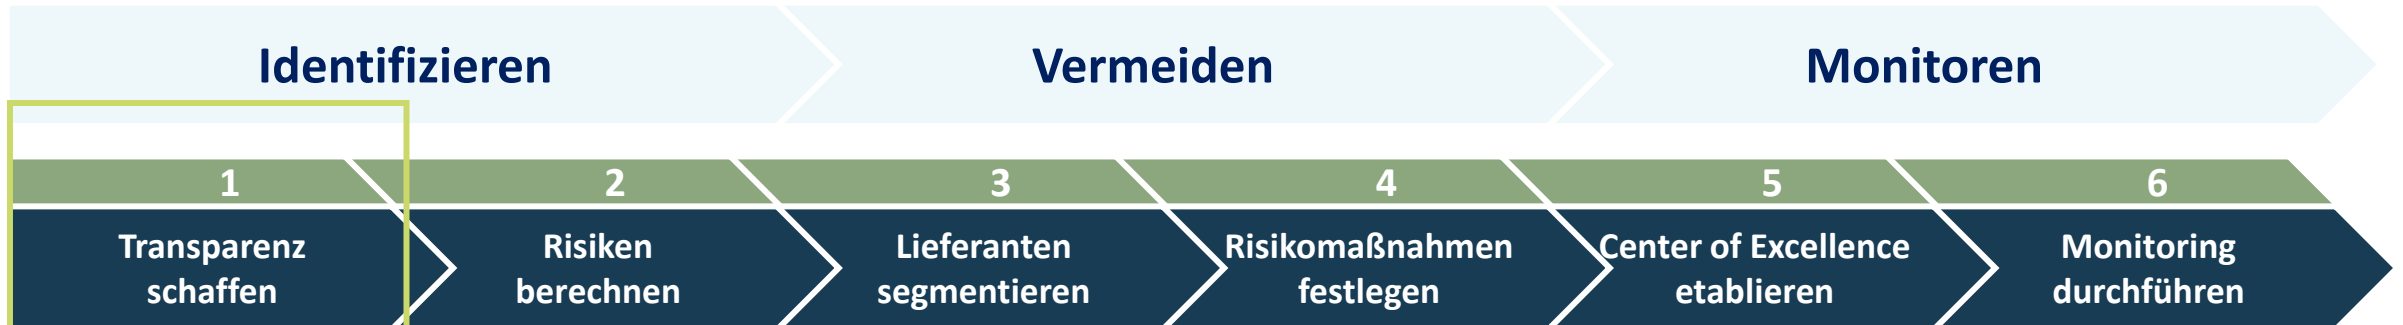 Identifizieren
Vermeiden
Monitoren
1
2
3
4
5
6
Transparenz
schaffen
Risiken
berechnen
Lieferanten
segmentieren
Risikomaßnahmen
festlegen
Center of Excellence
etablieren
Monitoring
durchführen